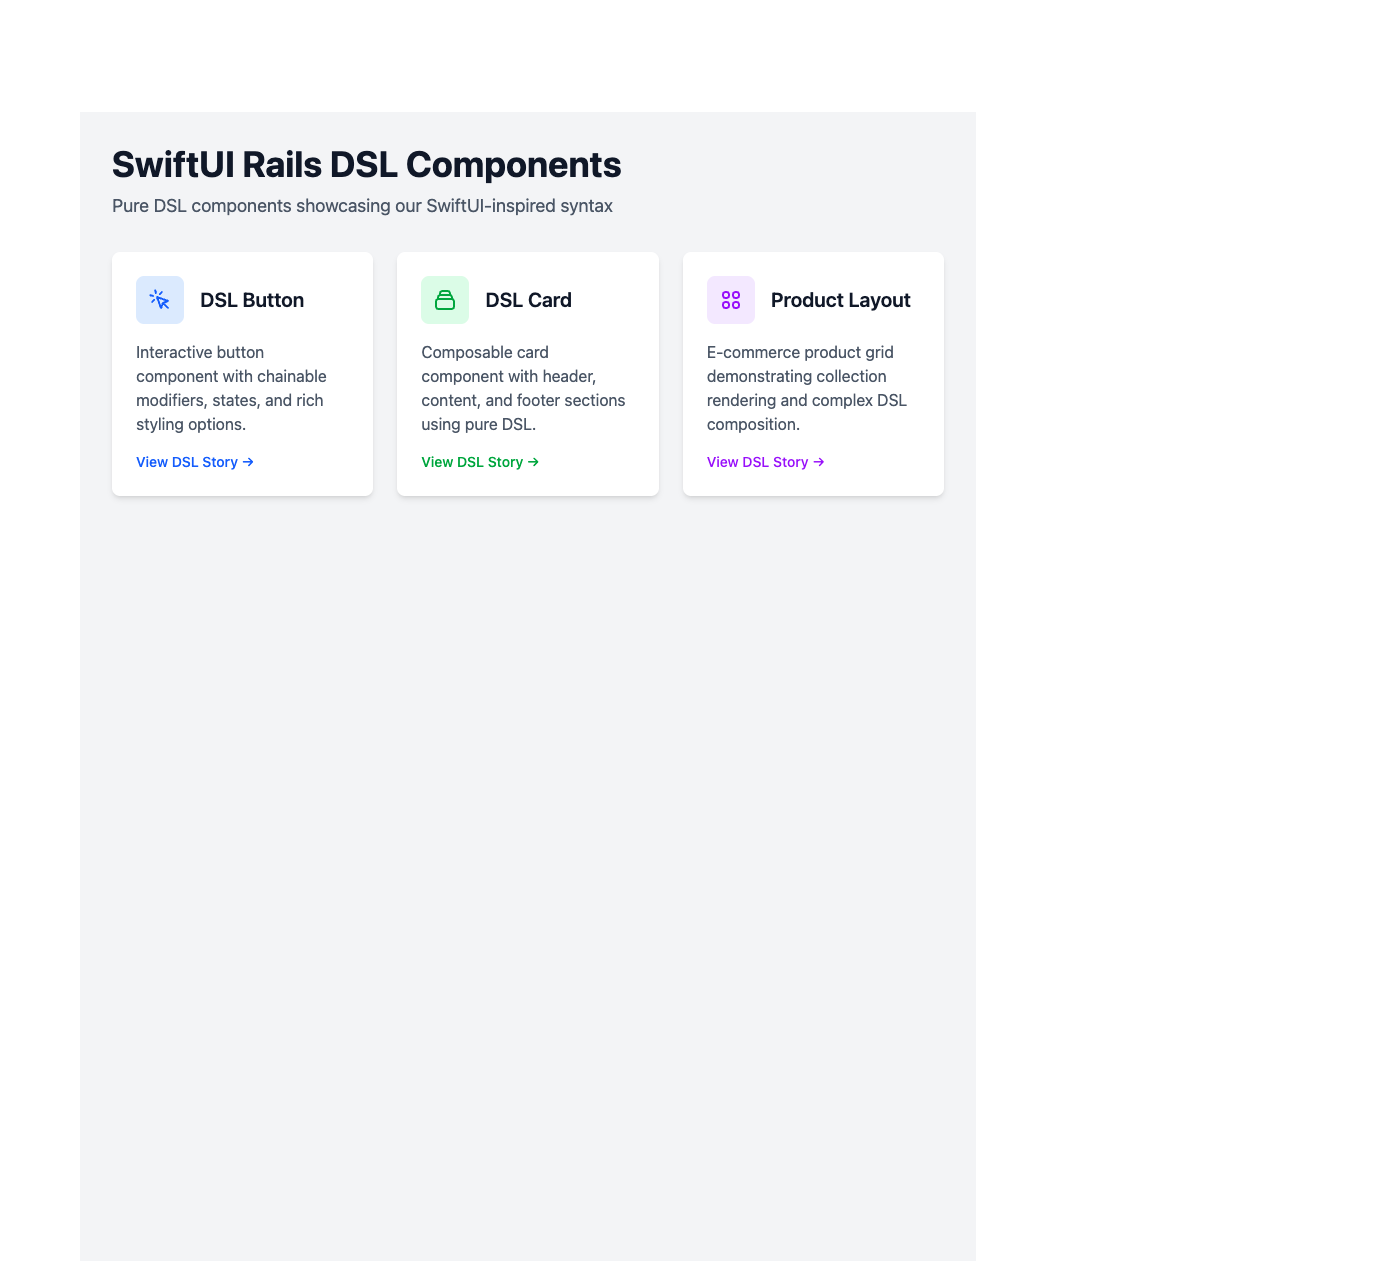 SwiftUI Rails DSL Components
Pure DSL components showcasing our SwiftUI-inspired syntax
DSL Button
Interactive button
component with chainable
modifiers, states, and rich
styling options.
View DSL Story →
DSL Card
Composable card
component with header,
content, and footer sections
using pure DSL.
View DSL Story →
Product Layout
E-commerce product grid
demonstrating collection
rendering and complex DSL
composition.
View DSL Story →